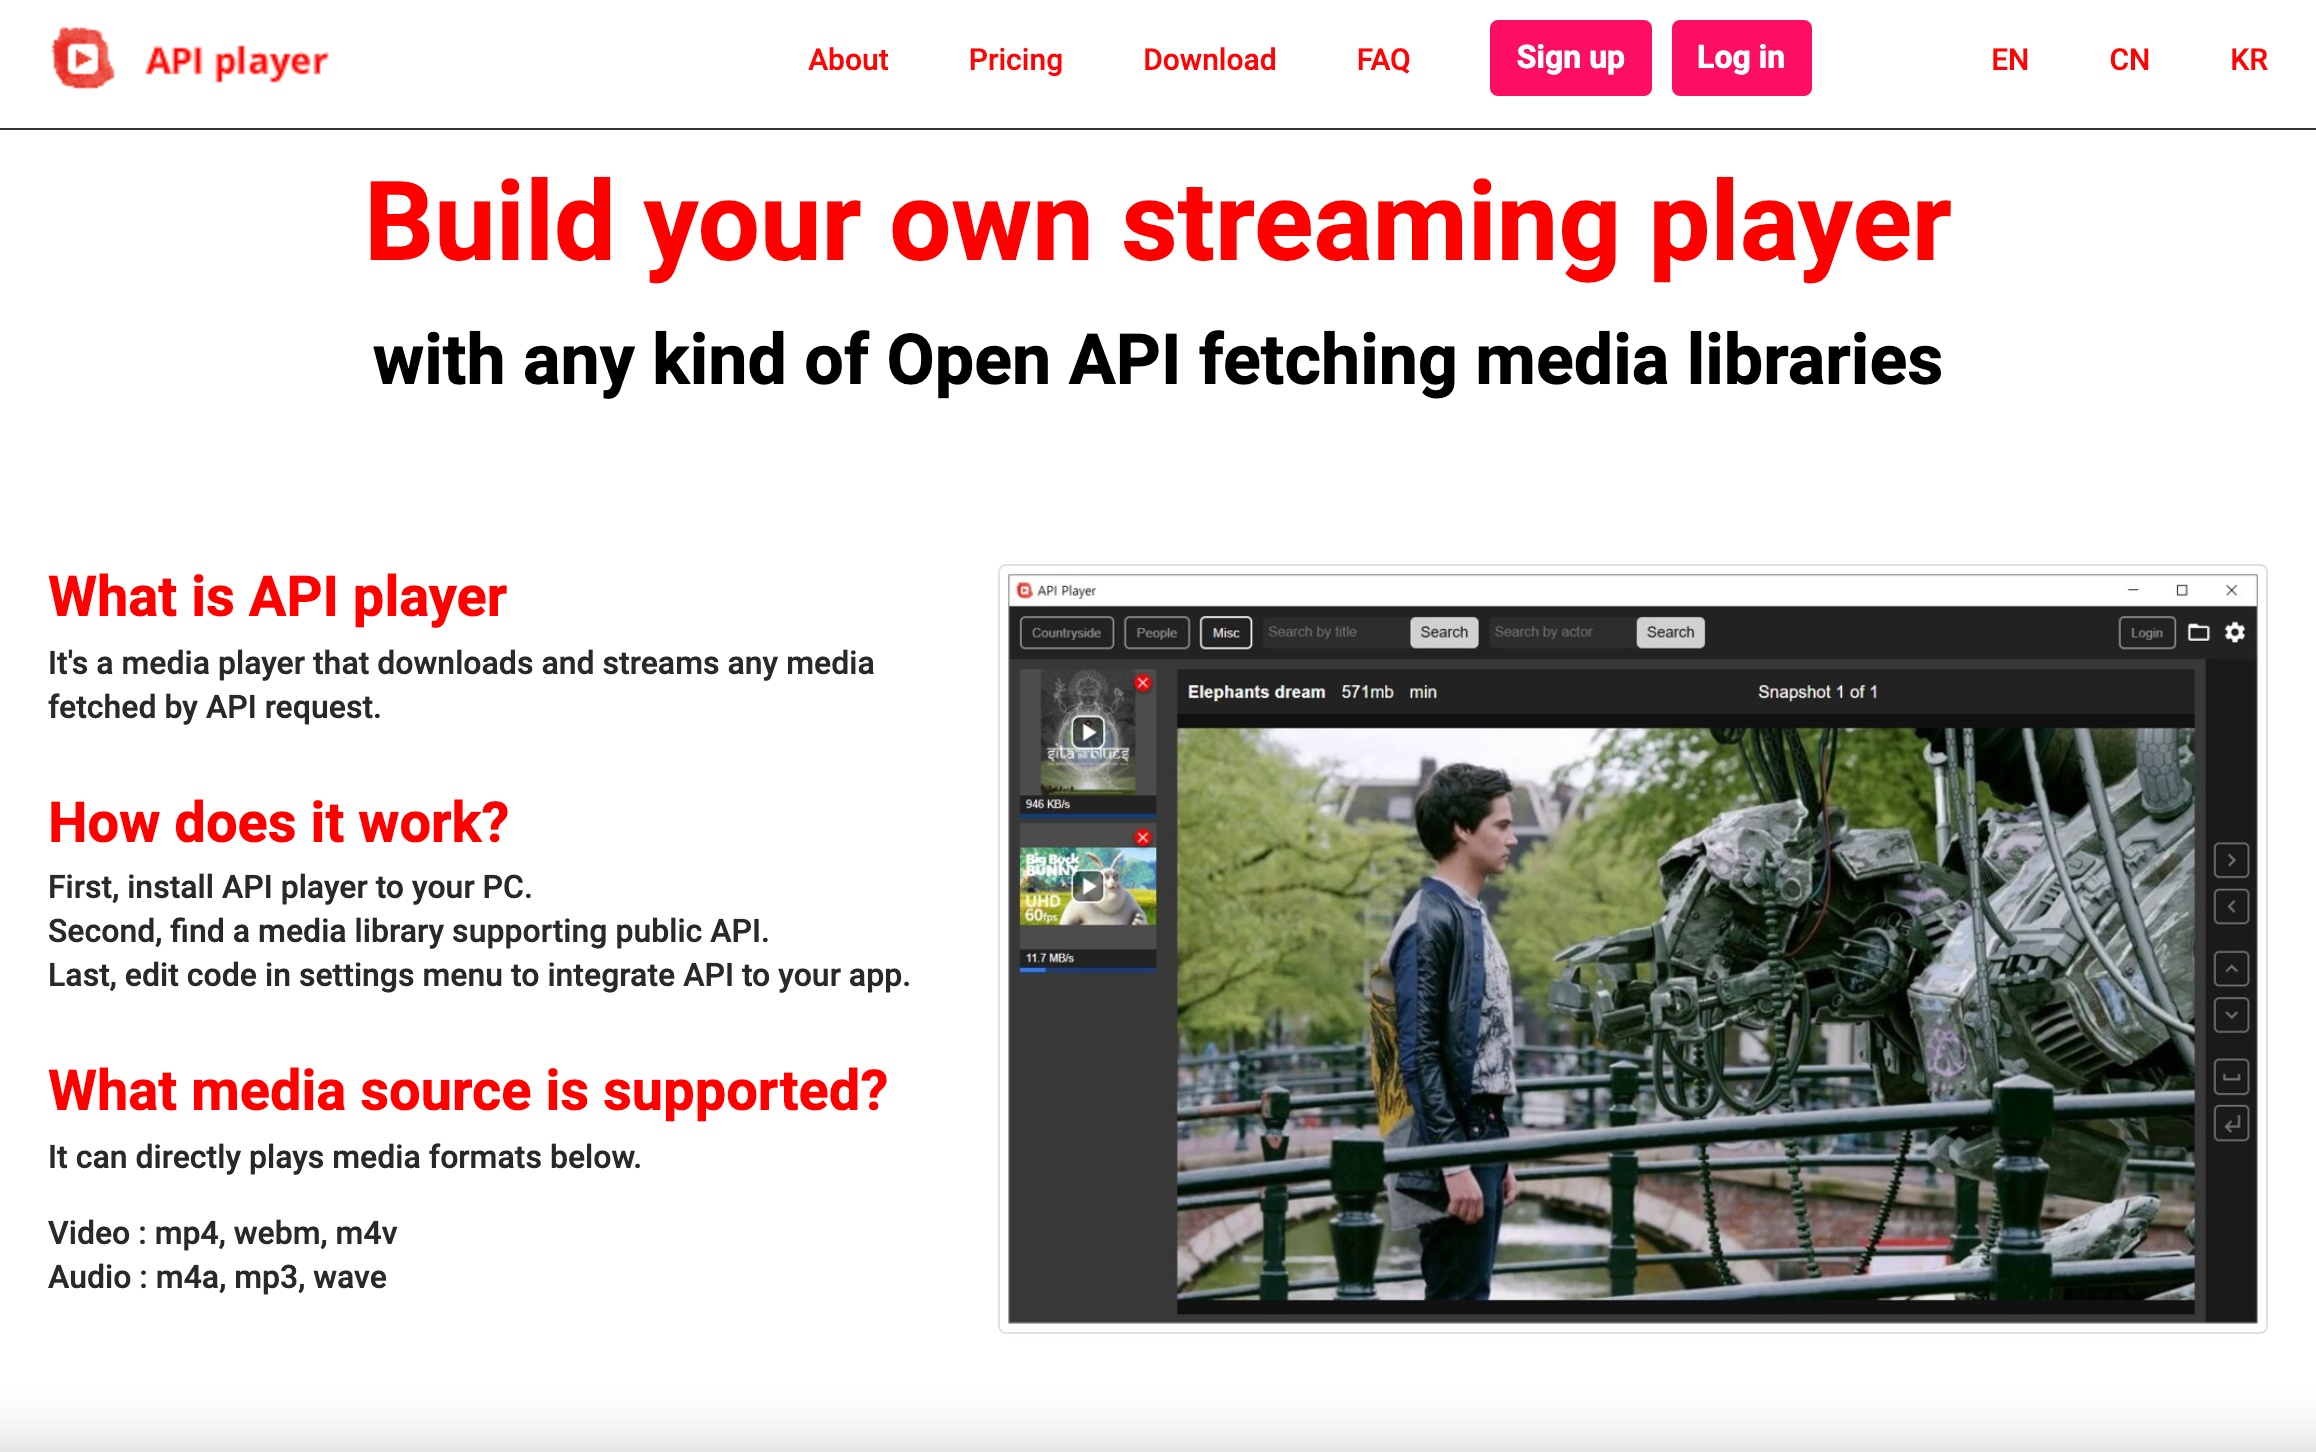 API player
About
Pricing
Download
FAQ
Sign up
Log in
EN
CN
KR
Build your own streaming player
with any kind of Open API fetching media libraries
What is API player
It's a media player that downloads and streams any media
fetched by API request.
How does it work?
First, install API player to your PC.
Second, find a media library supporting public API.
Last, edit code in settings menu to integrate API to your app.
What media source is supported?
It can directly plays media formats below.
Video : mp4, webm, m4v
Audio : m4a, mp3, wave
API Player
Countryside
People
Misc
Search by title
Search
Search by actor
Search
Login
sita
blues
946 KB/s
Big Buck
BUNNY
UHD
60fps
11.7 MB/s
Elephants dream 571mb min
Snapshot 1 of 1